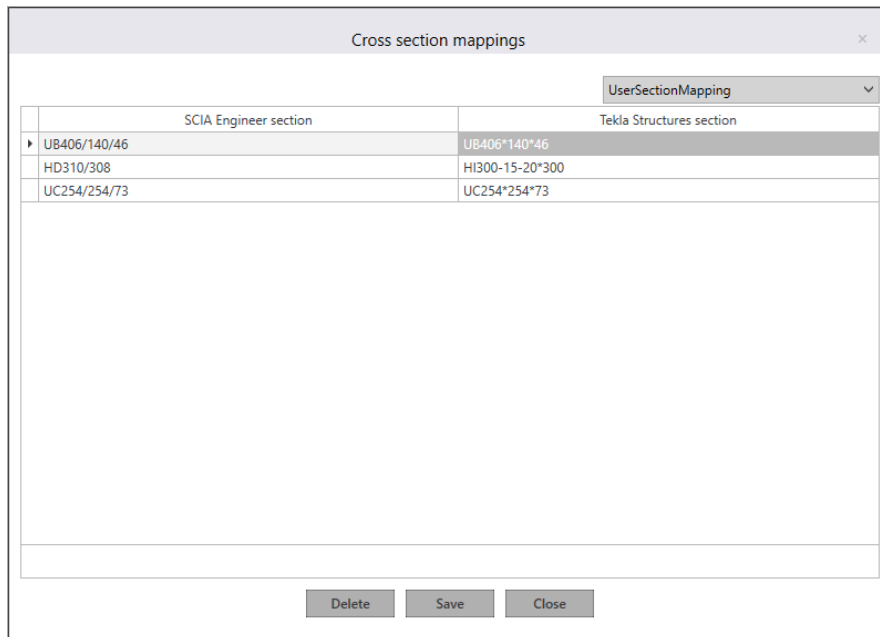 Cross section mappings
UserSectionMapping
SCIA Engineer section Tekla Structures section
UB406/140/46 UB406*140*46
HD310/308 HI300-15-20*300
UC254/254/73 UC254*254*73
Delete Save Close